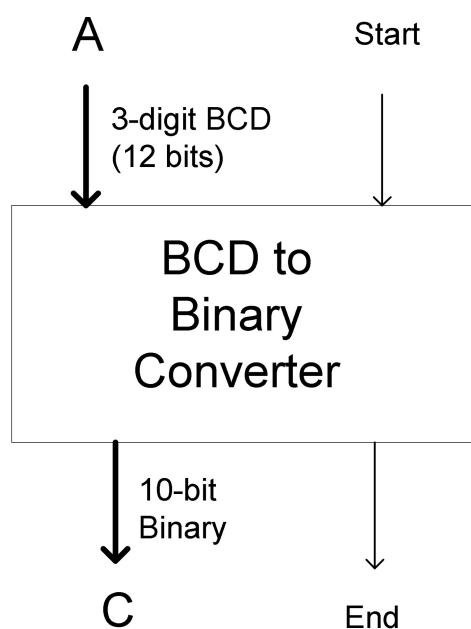 A
Start
3-digit BCD
(12 bits)
BCD to
Binary
Converter
10-bit
Binary
C
End